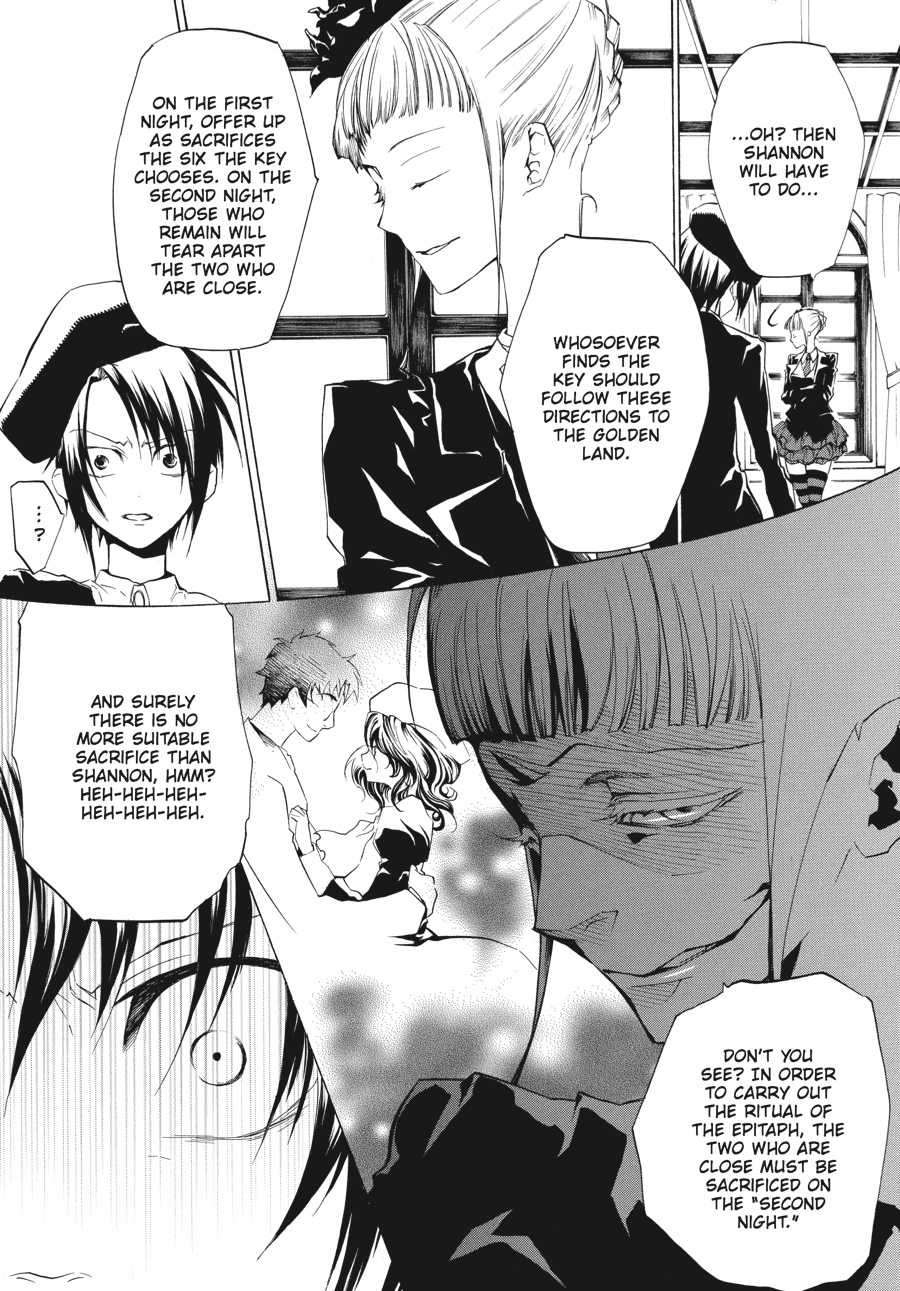 ...OH? THEN
SHANNON
WILL HAVE
TO DO...
WHOSOEVER
FINDS THE
KEY SHOULD
FOLLOW THESE
DIRECTIONS TO
THE GOLDEN
LAND.
ON THE FIRST
NIGHT, OFFER UP
AS SACRIFICES
THE SIX THE KEY
CHOOSES. ON THE
SECOND NIGHT,
THOSE WHO
REMAIN WILL
TEAR APART
THE TWO WHO
ARE CLOSE.
...?
DON'T YOU
SEE? IN ORDER
TO CARRY OUT
THE RITUAL OF
THE EPITAPH, THE
TWO WHO ARE
CLOSE MUST BE
SACRIFICED ON
THE "SECOND
NIGHT."
AND SURELY
THERE IS NO
MORE SUITABLE
SACRIFICE THAN
SHANNON, HMM?
HEH-HEH-HEH-
HEH-HEH-HEH.